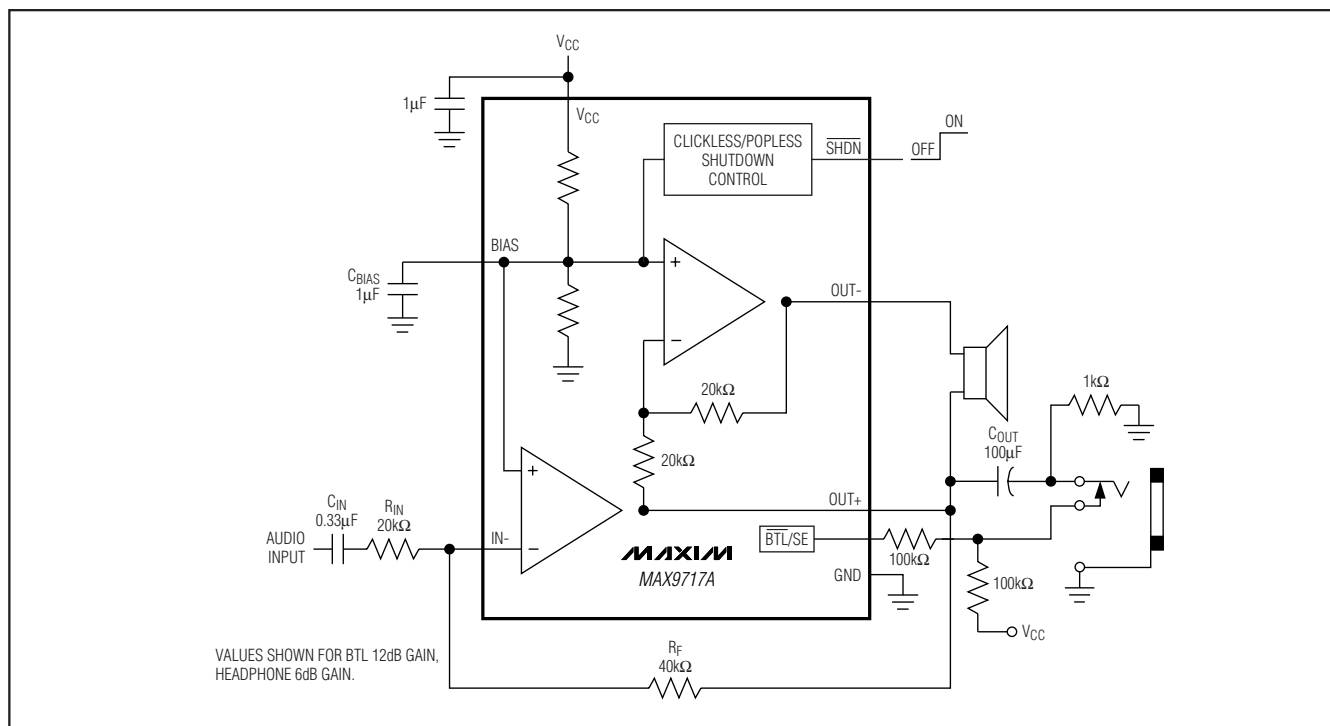 VCC
1µF
VCC
CLICKLESS/POPLESS
SHUTDOWN
CONTROL
SHDN
OFF
ON
BIAS
CBIAS
1µF
+
−
OUT-
20kΩ
20kΩ
1kΩ
COUT
100µF
+
−
OUT+
CIN
0.33µF
RIN
20kΩ
AUDIO
INPUT
IN-
MAXIM
MAX9717A
BTL/SE
100kΩ
GND
100kΩ
VCC
RF
40kΩ
VALUES SHOWN FOR BTL 12dB GAIN,
HEADPHONE 6dB GAIN.